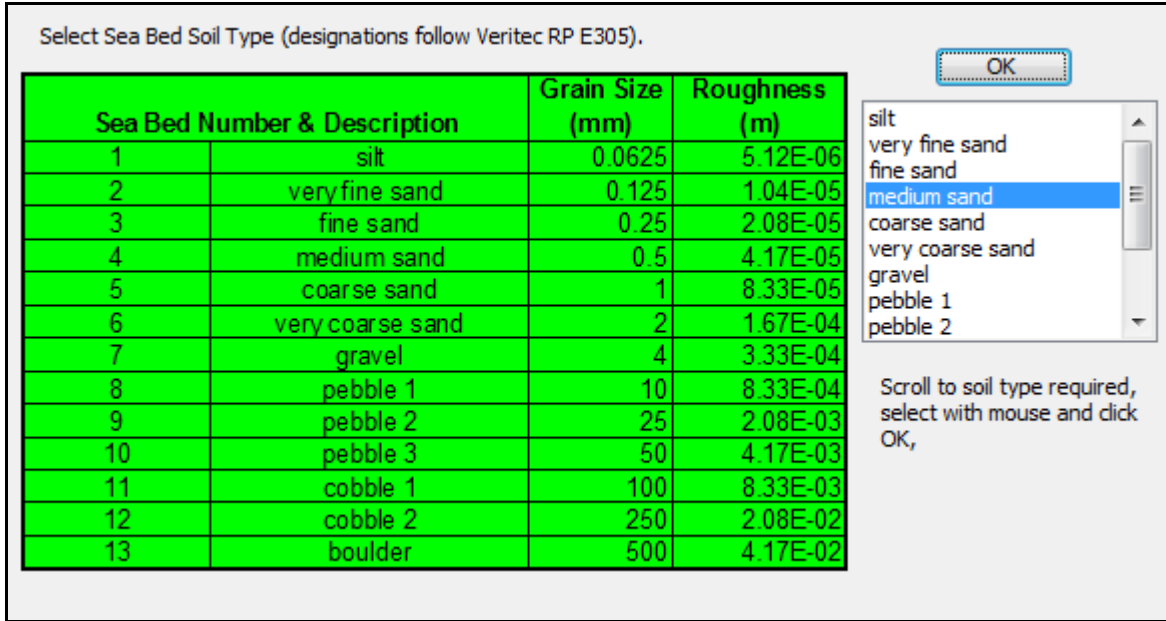 Select Sea Bed Soil Type (designations follow Veritec RP E305).
OK
Sea Bed Number & Description Grain Size (mm) Roughness (m)
1 silt 0.0625 5.12E-06
2 very fine sand 0.125 1.04E-05
3 fine sand 0.25 2.08E-05
4 medium sand 0.5 4.17E-05
5 coarse sand 1 8.33E-05
6 very coarse sand 2 1.67E-04
7 gravel 4 3.33E-04
8 pebble 1 10 8.33E-04
9 pebble 2 25 2.08E-03
10 pebble 3 50 4.17E-03
11 cobble 1 100 8.33E-03
12 cobble 2 250 2.08E-02
13 boulder 500 4.17E-02
silt
very fine sand
fine sand
medium sand
coarse sand
very coarse sand
gravel
pebble 1
pebble 2
Scroll to soil type required,
select with mouse and click
OK,